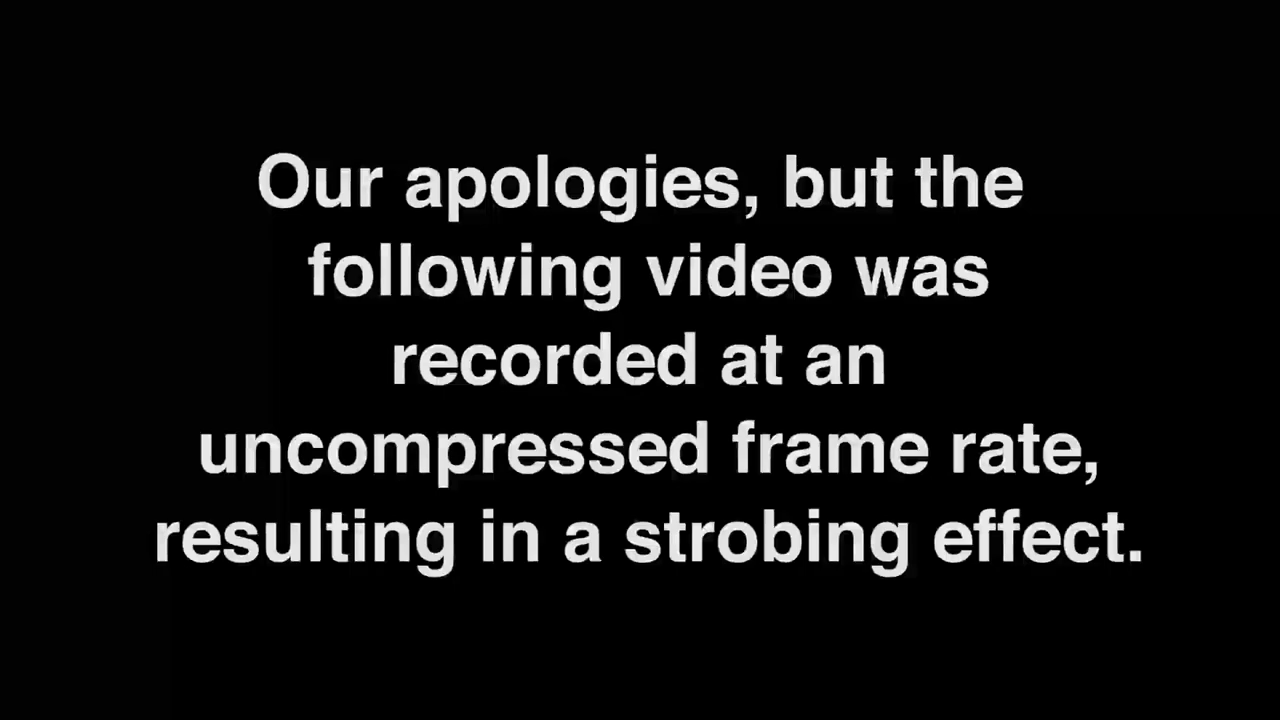 Our apologies, but the
following video was
recorded at an
uncompressed frame rate,
resulting in a strobing effect.